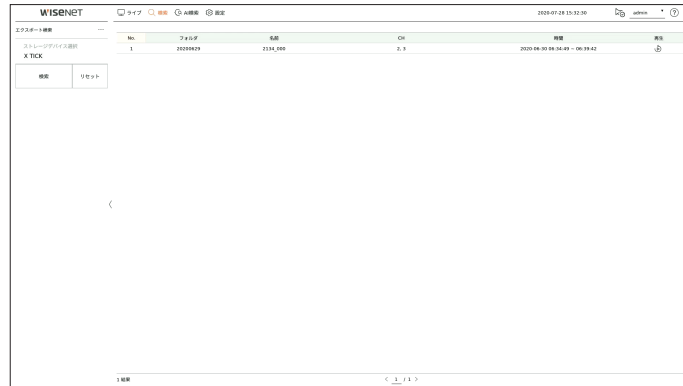 WISENET
ライブ 検索 AI検索 設定 2020-07-28 15:32:30 admin
エクスポート検索
ストレージデバイス選択
X TICK
検索 リセット
No. フォルダ 名前 CH 時間 再生
1 20200629 2134_000 2, 3 2020-06-30 06:34:49 ~ 06:39:42
1 結果 < 1 / 1 >